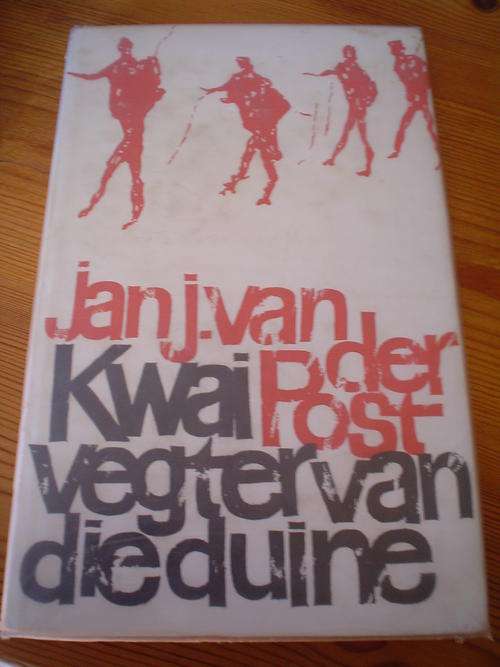 jan j. van der Post
Kwai
vegter van
die duine